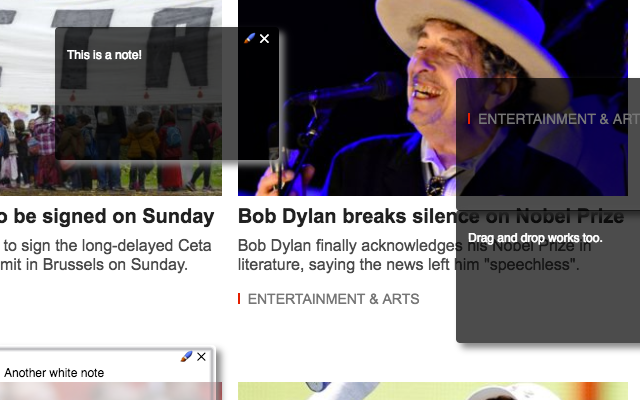 This is a note!
ENTERTAINMENT & ART
o be signed on Sunday
to sign the long-delayed Ceta
mit in Brussels on Sunday.
Bob Dylan breaks silence on Nobel Prize
Bob Dylan finally acknowledges his Nobel Prize in
literature, saying the news left him "speechless".
ENTERTAINMENT & ARTS
Drag and drop works too.
Another white note